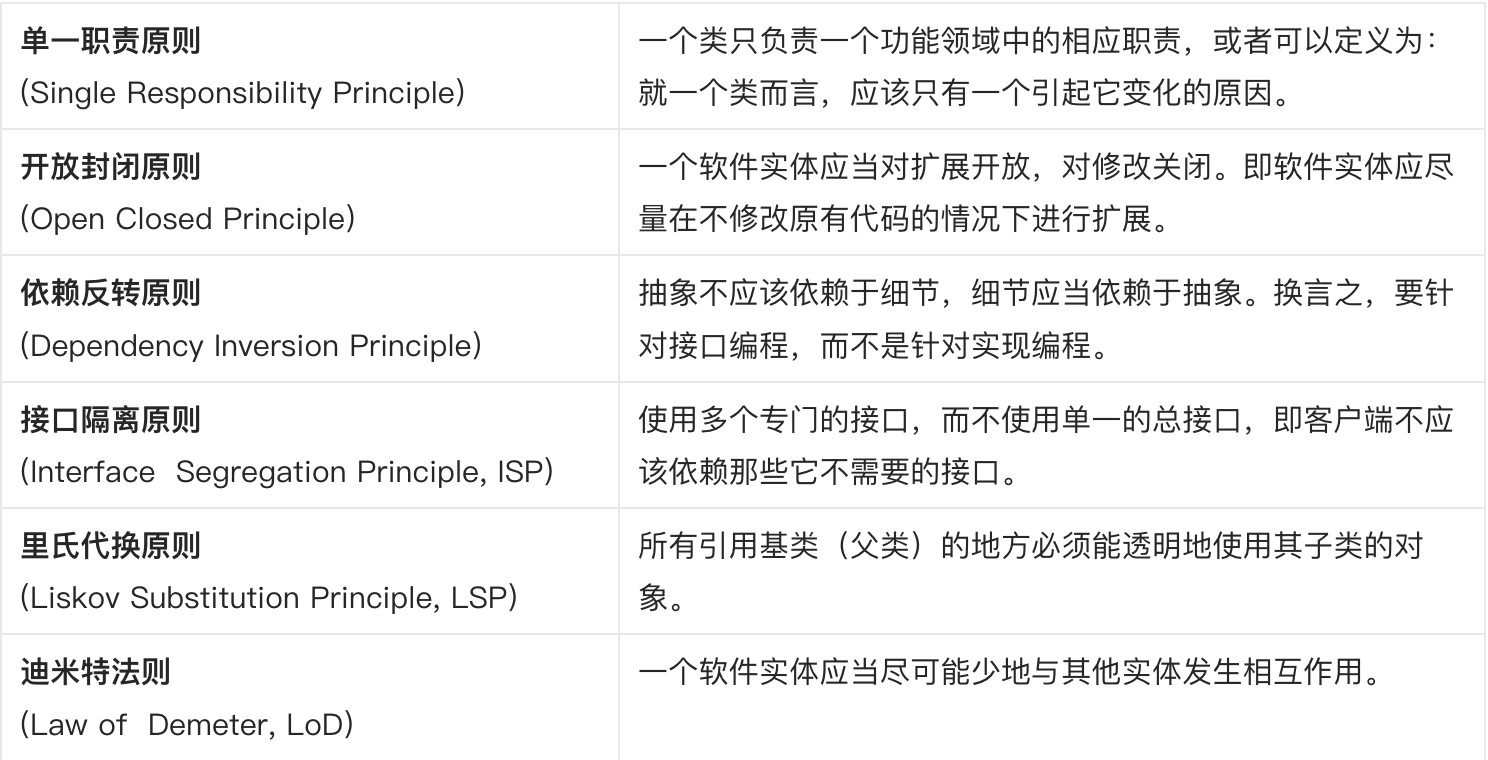 单一职责原则
(Single Responsibility Principle)
一个类只负责一个功能领域中的相应职责，或者可以定义为：
就一个类而言，应该只有一个引起它变化的原因。
开放封闭原则
(Open Closed Principle)
一个软件实体应当对扩展开放，对修改关闭。即软件实体应尽
量在不修改原有代码的情况下进行扩展。
依赖反转原则
(Dependency Inversion Principle)
抽象不应该依赖于细节，细节应当依赖于抽象。换言之，要针
对接口编程，而不是针对实现编程。
接口隔离原则
(Interface  Segregation Principle, ISP)
使用多个专门的接口，而不使用单一的总接口，即客户端不应
该依赖那些它不需要的接口。
里氏代换原则
(Liskov Substitution Principle, LSP)
所有引用基类（父类）的地方必须能透明地使用其子类的对
象。
迪米特法则
(Law of  Demeter, LoD)
一个软件实体应当尽可能少地与其他实体发生相互作用。